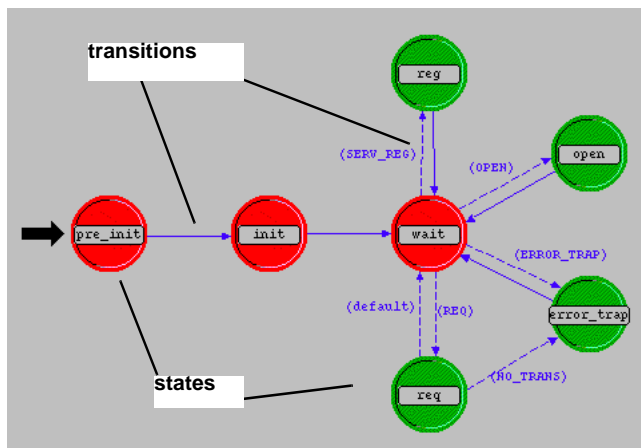 transitions
reg
(SERV_REG)
(OPEN)
open
pre_init
init
wait
(ERROR_TRAP)
(default)
(REQ)
error_trap
(NO_TRANS)
states
req